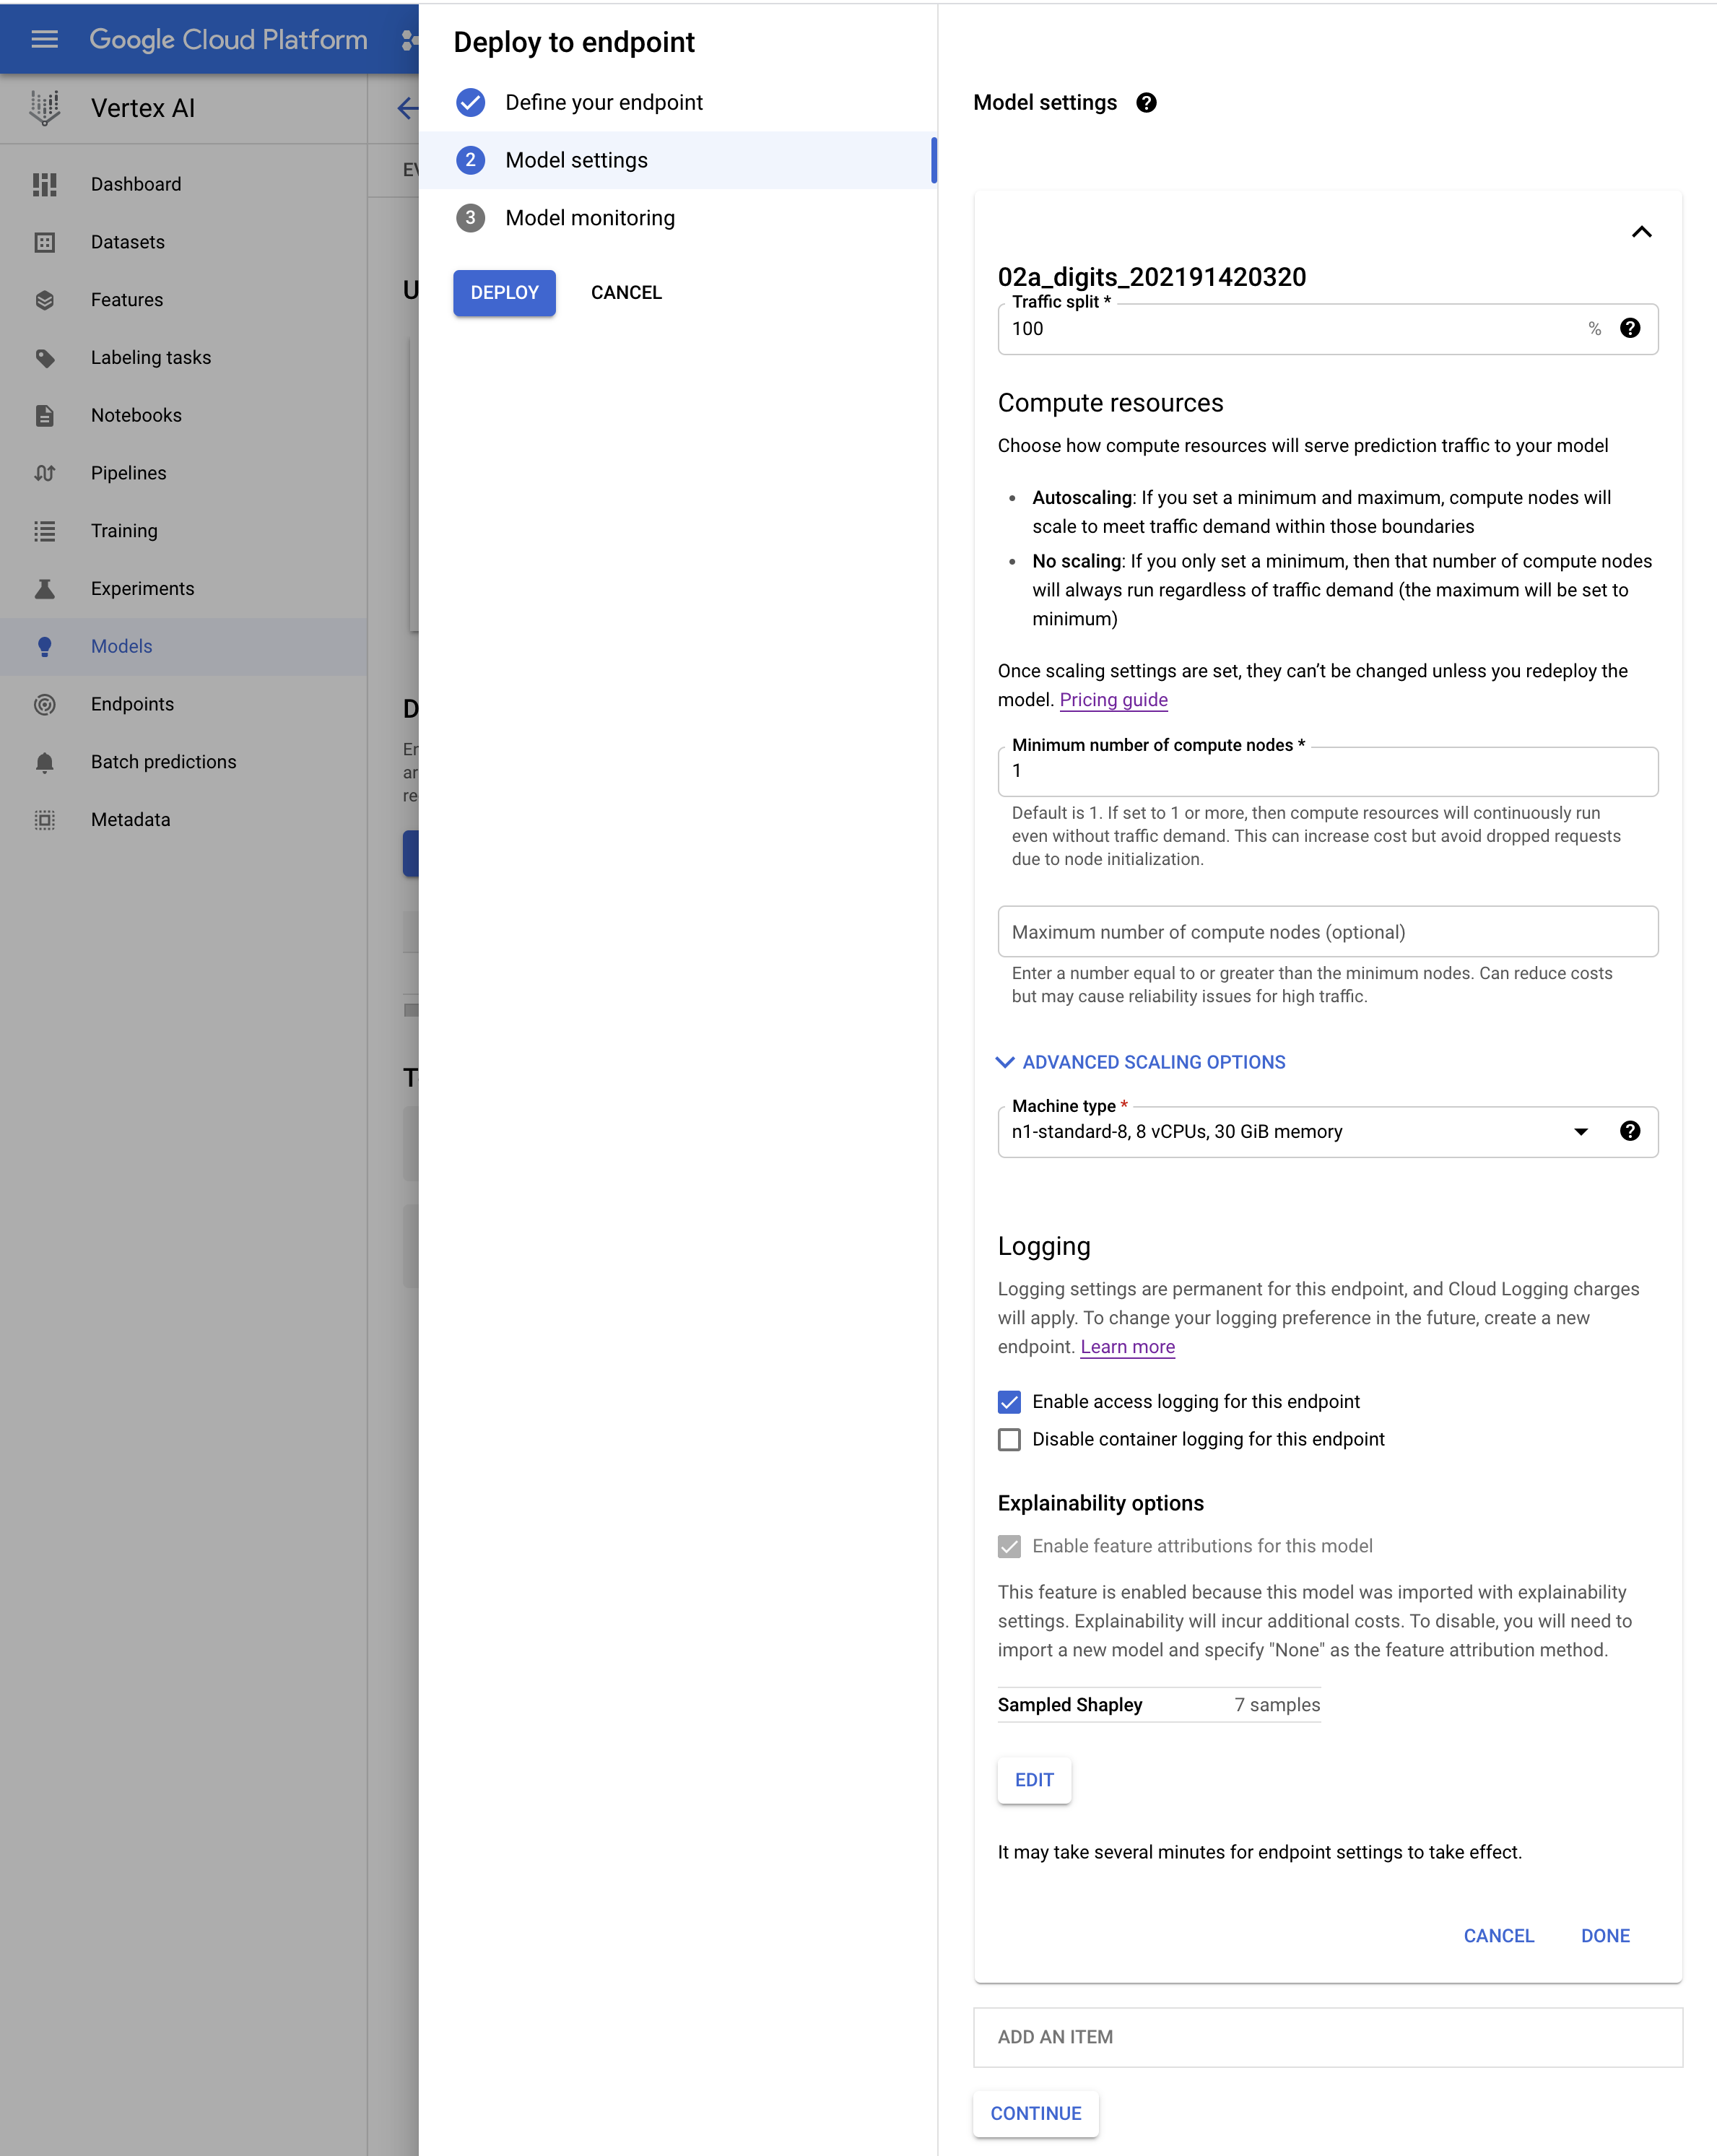 Google Cloud Platform
Vertex AI
Dashboard
Datasets
Features
Labeling tasks
Notebooks
Pipelines
Training
Experiments
Models
Endpoints
Batch predictions
Metadata
Deploy to endpoint
Define your endpoint
2 Model settings
3 Model monitoring
DEPLOY CANCEL
Model settings
02a_digits_202191420320
Traffic split *
100 %
Compute resources
Choose how compute resources will serve prediction traffic to your model
• Autoscaling: If you set a minimum and maximum, compute nodes will
scale to meet traffic demand within those boundaries
• No scaling: If you only set a minimum, then that number of compute nodes
will always run regardless of traffic demand (the maximum will be set to
minimum)
Once scaling settings are set, they can’t be changed unless you redeploy the
model. Pricing guide
Minimum number of compute nodes *
1
Default is 1. If set to 1 or more, then compute resources will continuously run
even without traffic demand. This can increase cost but avoid dropped requests
due to node initialization.
Maximum number of compute nodes (optional)
Enter a number equal to or greater than the minimum nodes. Can reduce costs
but may cause reliability issues for high traffic.
ADVANCED SCALING OPTIONS
Machine type *
n1-standard-8, 8 vCPUs, 30 GiB memory
Logging
Logging settings are permanent for this endpoint, and Cloud Logging charges
will apply. To change your logging preference in the future, create a new
endpoint. Learn more
Enable access logging for this endpoint
Disable container logging for this endpoint
Explainability options
Enable feature attributions for this model
This feature is enabled because this model was imported with explainability
settings. Explainability will incur additional costs. To disable, you will need to
import a new model and specify "None" as the feature attribution method.
Sampled Shapley 7 samples
EDIT
It may take several minutes for endpoint settings to take effect.
CANCEL DONE
ADD AN ITEM
CONTINUE